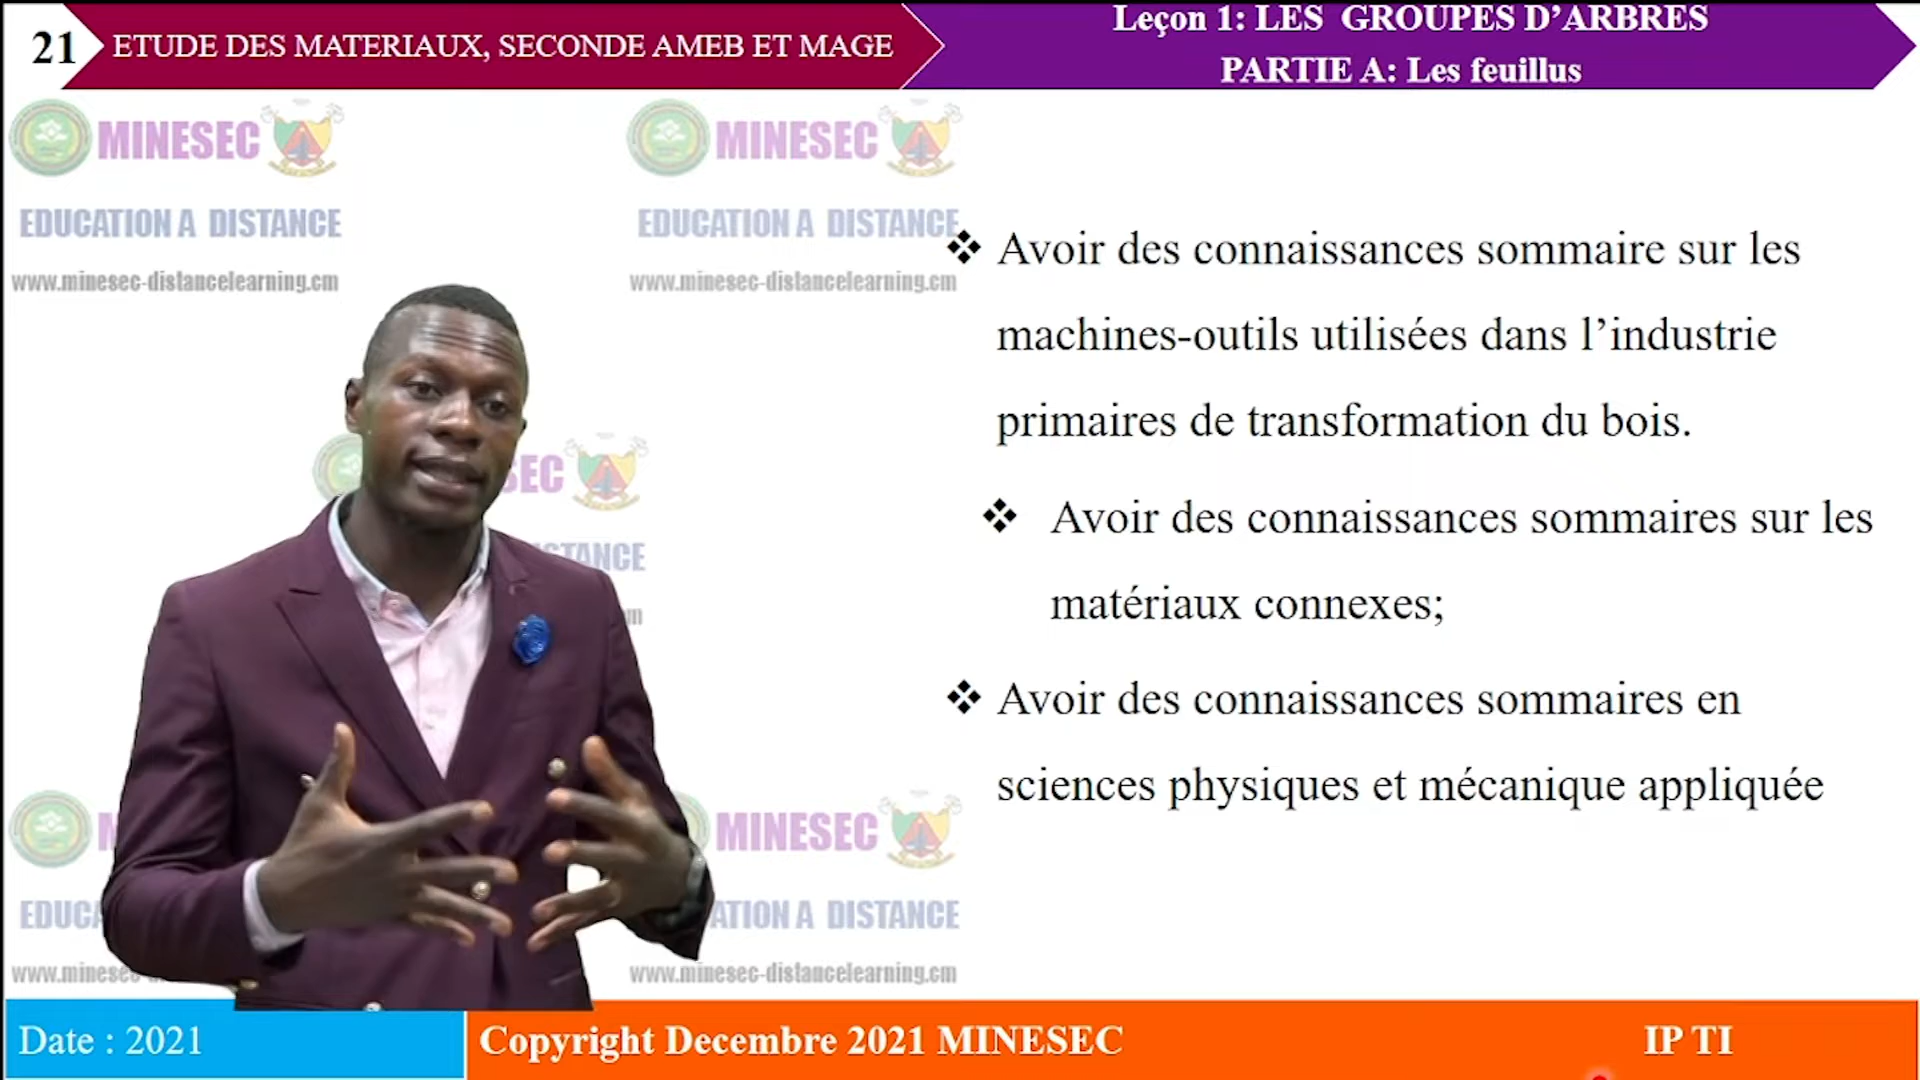 21
ETUDE DES MATERIAUX, SECONDE AMEB ET MAGE
Leçon 1: LES GROUPES D’ARBRES
PARTIE A: Les feuillus
MINESEC
EDUCATION A DISTANCE
www.minesec-distancelearning.cm
MINESEC
EDUCATION A DISTANCE
www.minesec-distancelearning.cm
❖ Avoir des connaissances sommaire sur les
machines-outils utilisées dans l’industrie
primaires de transformation du bois.
❖ Avoir des connaissances sommaires sur les
matériaux connexes;
❖ Avoir des connaissances sommaires en
sciences physiques et mécanique appliquée
MINESEC
EDUCATION A DISTANCE
www.minesec-distancelearning.cm
Date : 2021
Copyright Decembre 2021 MINESEC
IP TI